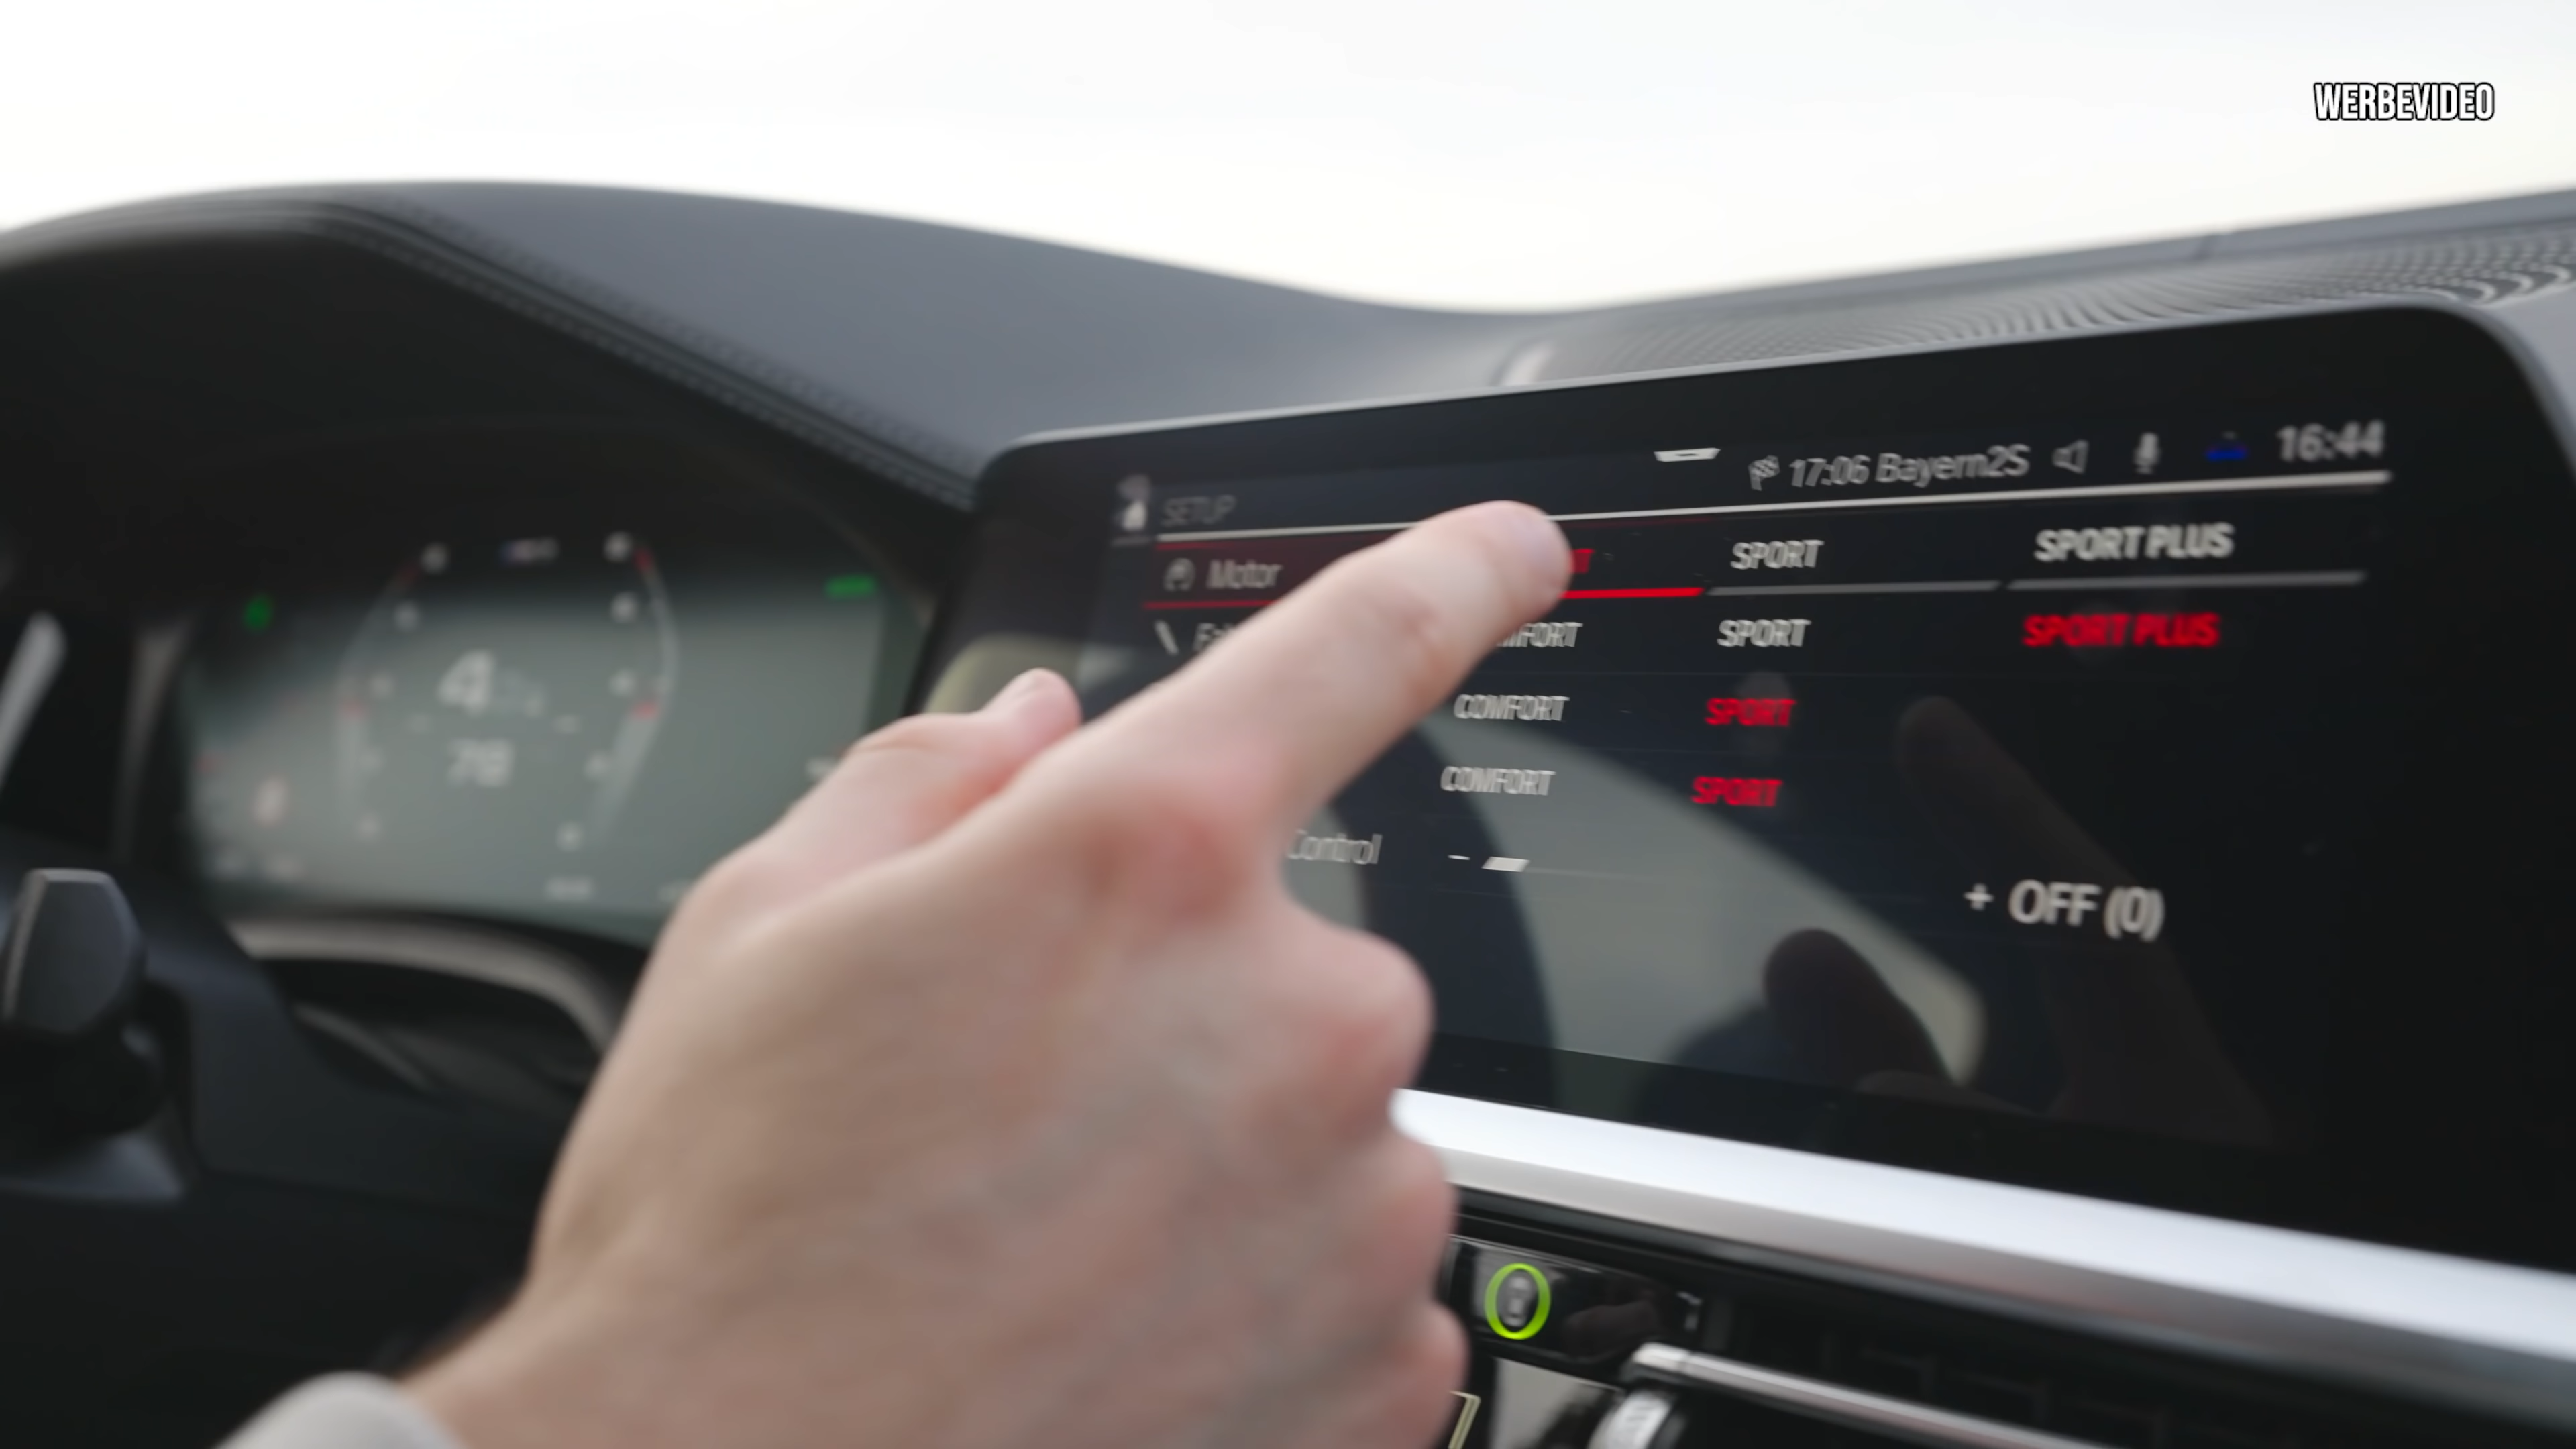 WERBEVIDEO
17:06 Bayern2S 16:44
SETUP
Motor SPORT SPORT PLUS
SPORT SPORT PLUS
COMFORT SPORT
COMFORT SPORT
Control
+ OFF (0)
78